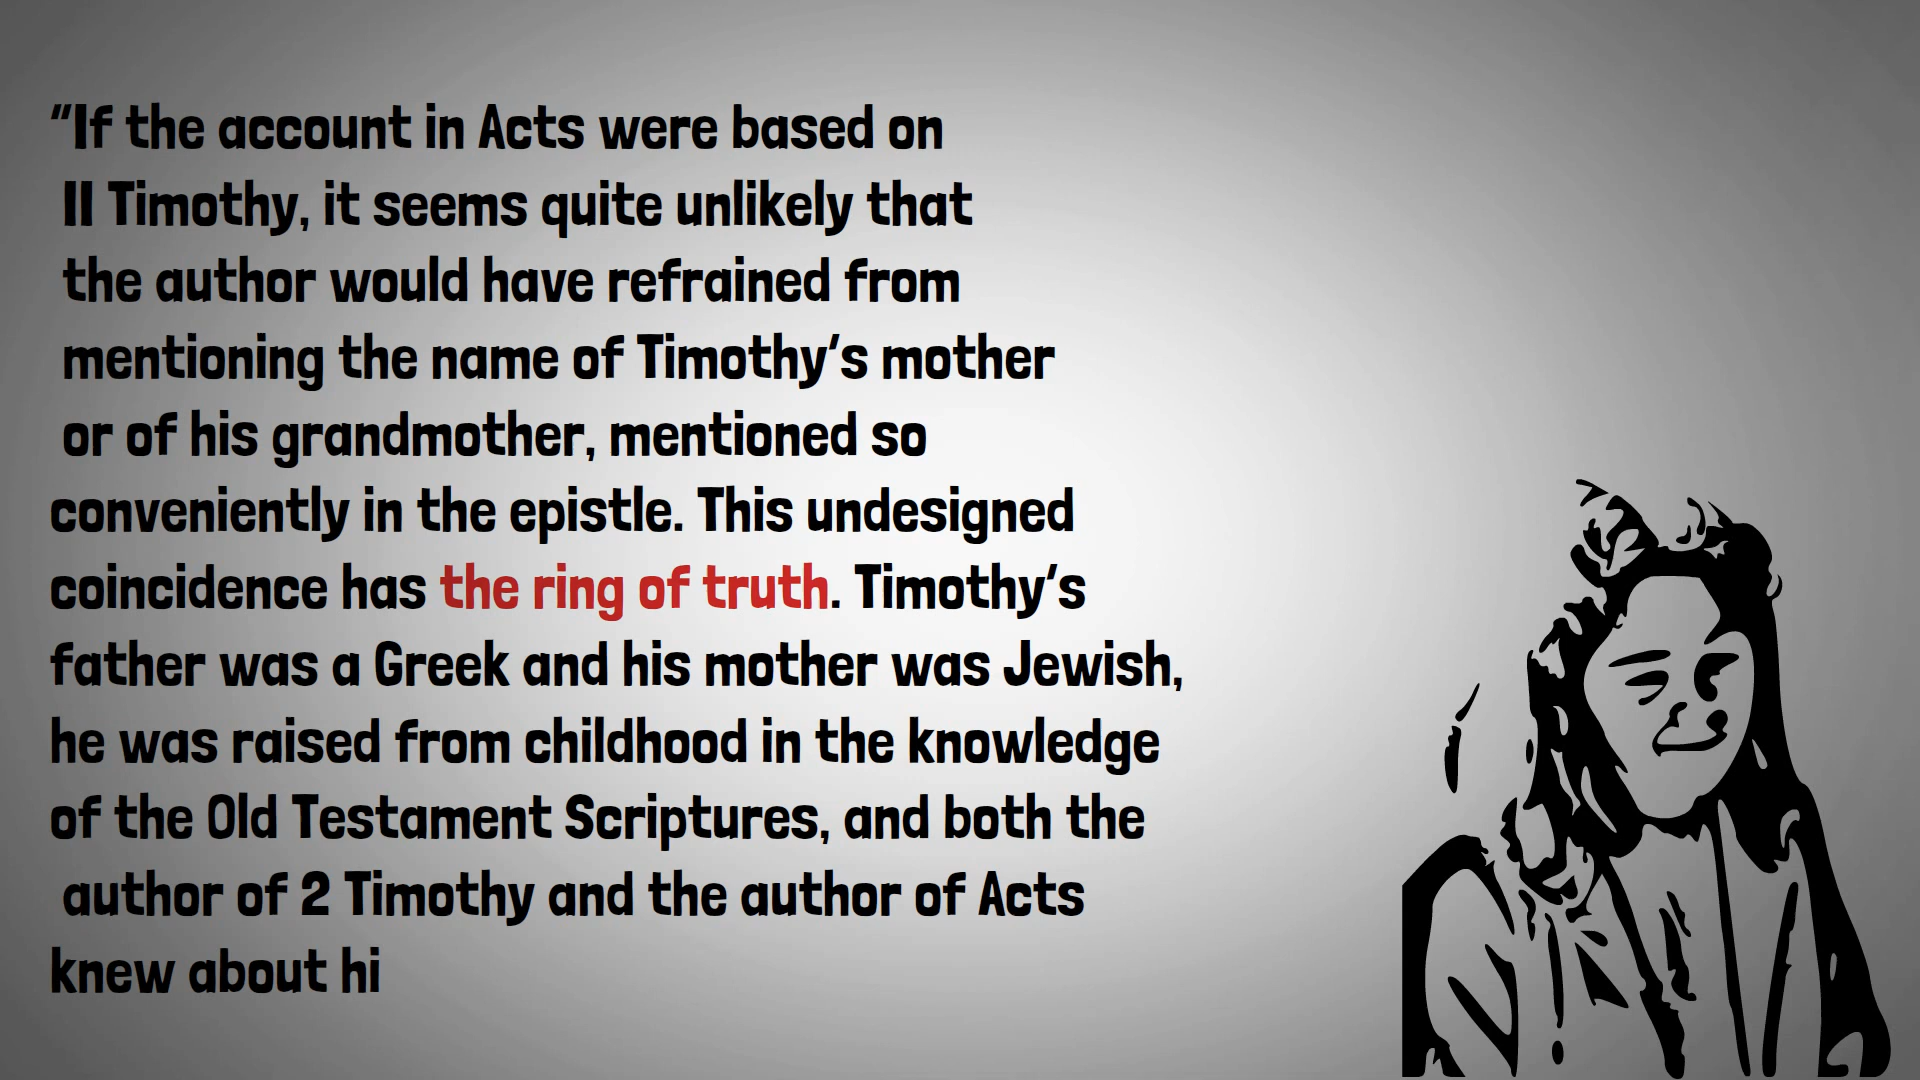 “If the account in Acts were based on
II Timothy, it seems quite unlikely that
the author would have refrained from
mentioning the name of Timothy’s mother
or of his grandmother, mentioned so
conveniently in the epistle. This undesigned
coincidence has the ring of truth. Timothy’s
father was a Greek and his mother was Jewish,
he was raised from childhood in the knowledge
of the Old Testament Scriptures, and both the
author of 2 Timothy and the author of Acts
knew about hi